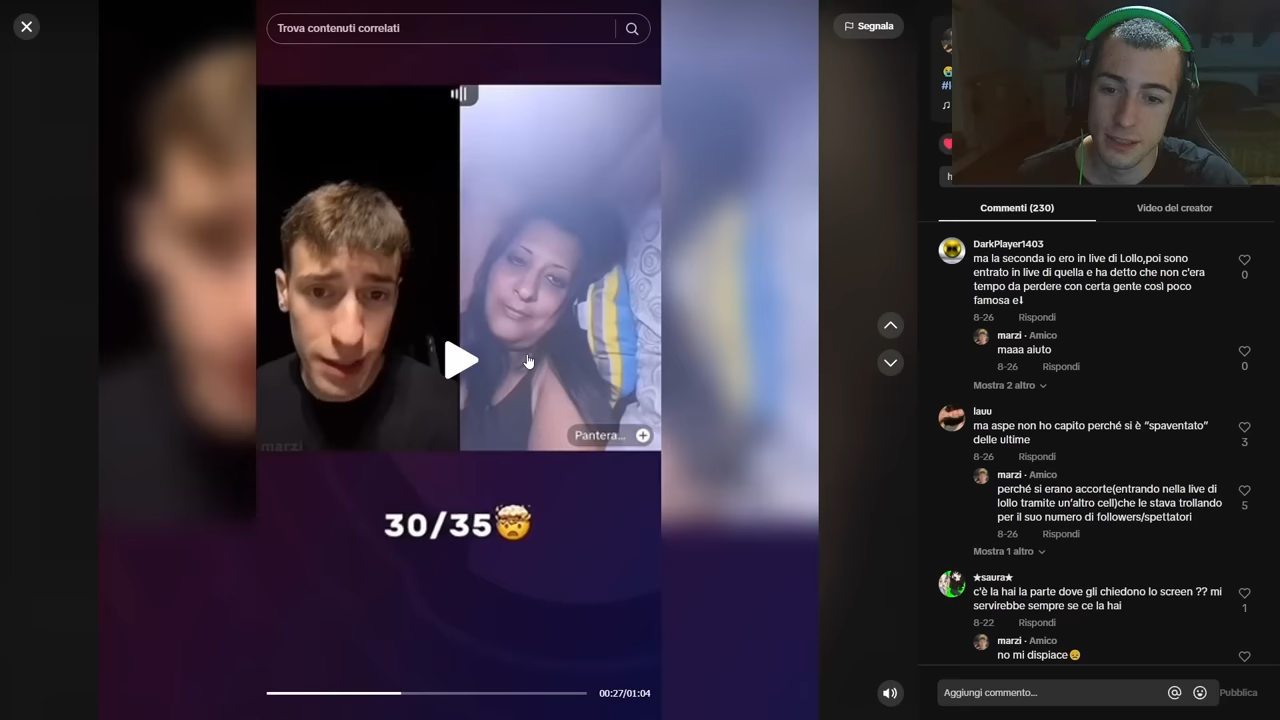 Trova contenuti correlati
Segnala
marzi
Pantera...
30/35🤯
00:27/01:04
Commenti (230)
Video del creator
DarkPlayer1403
ma la seconda io ero in live di Lollo,poi sono
entrato in live di quella e ha detto che non c'era
tempo da perdere con certa gente così poco
famosa e⬇
0
8-26 Rispondi
marzi · Amico
maaa aiuto
0
8-26 Rispondi
Mostra 2 altro
lauu
ma aspe non ho capito perché si è “spaventato”
delle ultime
3
8-26 Rispondi
marzi · Amico
perché si erano accorte(entrando nella live di
lollo tramite un’altro cell)che le stava trollando
per il suo numero di followers/spettatori
5
8-26 Rispondi
Mostra 1 altro
★saura★
c'è la hai la parte dove gli chiedono lo screen ?? mi
servirebbe sempre se ce la hai
1
8-22 Rispondi
marzi · Amico
no mi dispiace😣
Aggiungi commento...
@
Pubblica